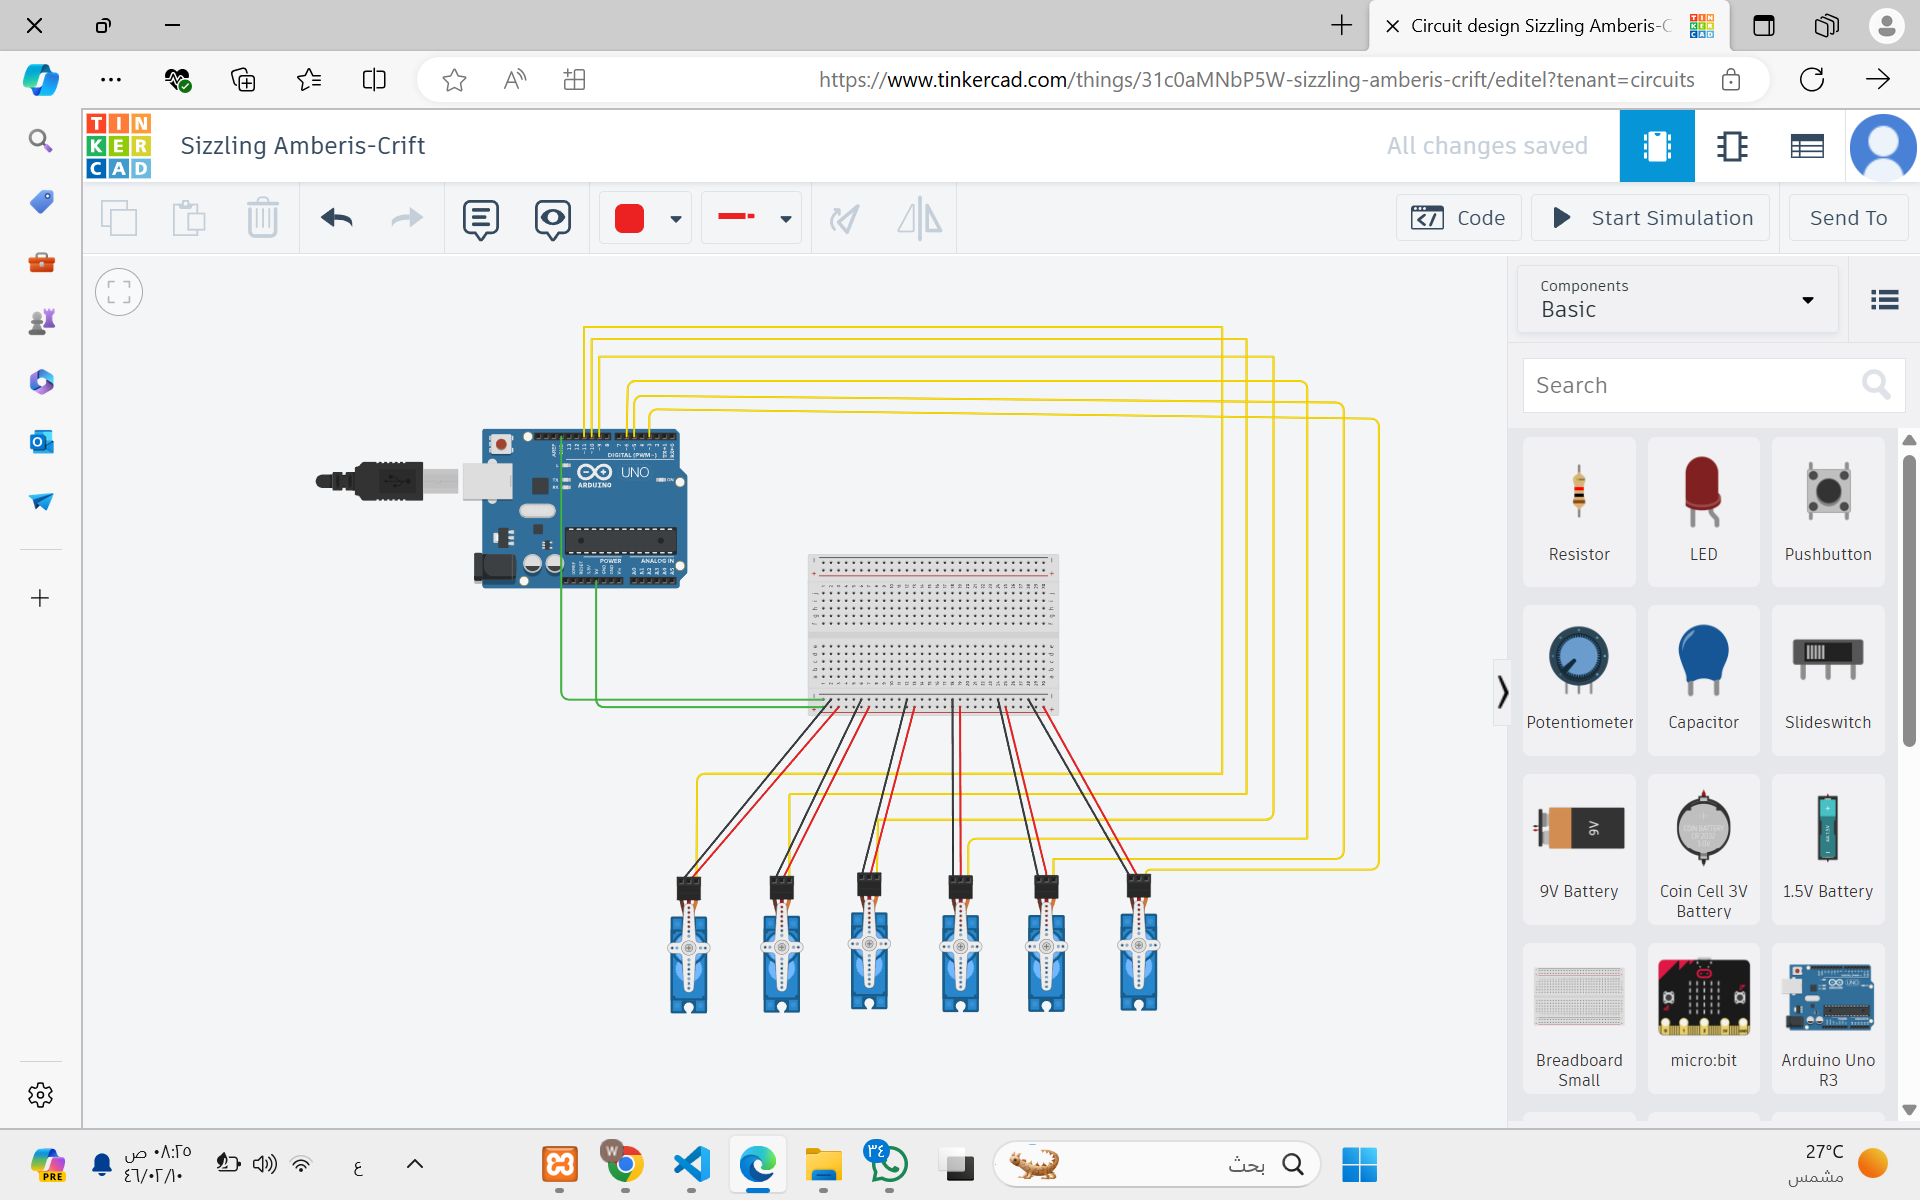 Circuit design Sizzling Amberis-C
https://www.tinkercad.com/things/31c0aMNbP5W-sizzling-amberis-crift/editel?tenant=circuits
TIN
KER
CAD
Sizzling Amberis-Crift
All changes saved
Code
Start Simulation
Send To
Components
Basic
Search
DIGITAL (PWM~)
UNO
ARDUINO
POWER
ANALOG IN
Resistor
LED
Pushbutton
Potentiometer
Capacitor
Slideswitch
9V
9V Battery
Coin Cell 3V
Battery
1.5V Battery
Breadboard
Small
micro:bit
Arduino Uno
R3
PRE
٠٨:٢٥ ص
٤٦/٠٢/١٠
ع
W
٣٤
بحث
27°C
مشمس